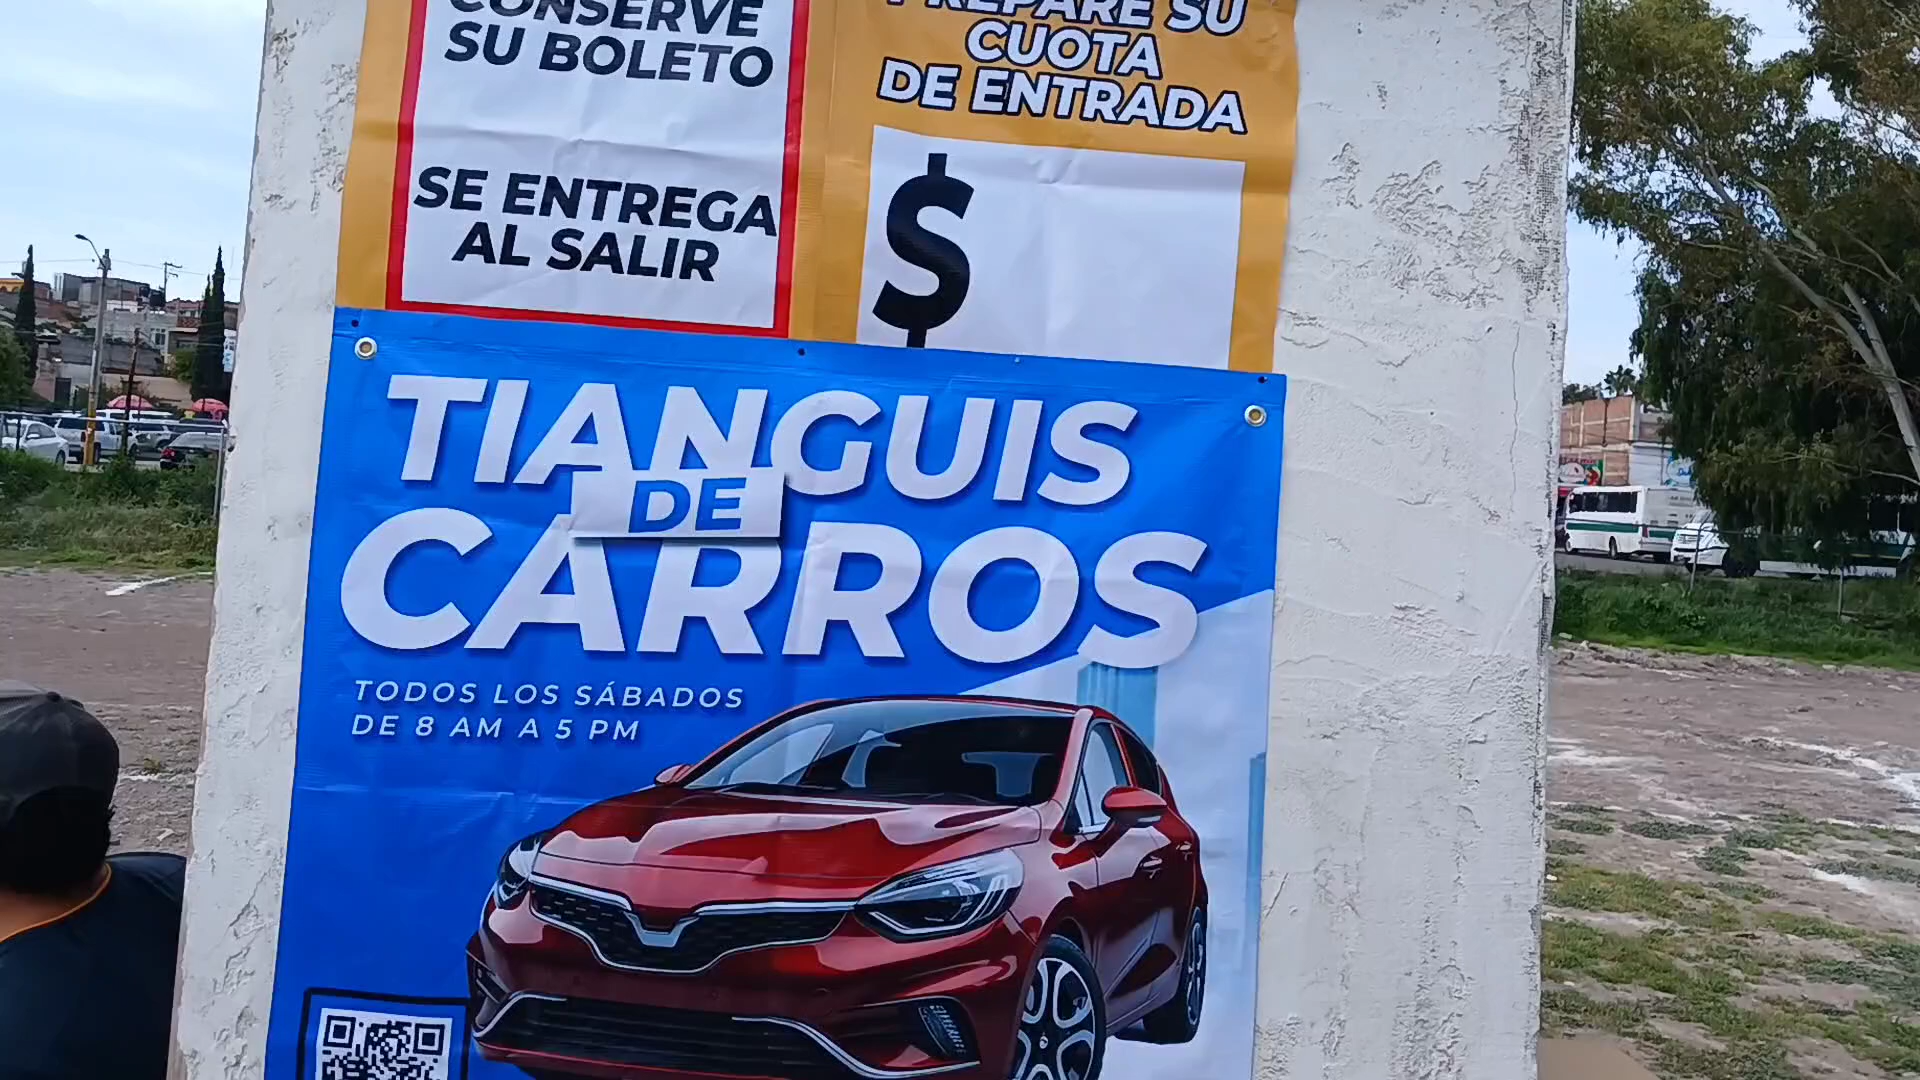 CONSERVE
SU BOLETO
SE ENTREGA
AL SALIR
PREPARE SU
CUOTA
DE ENTRADA
$
TIANGUIS
DE
CARROS
TODOS LOS SÁBADOS
DE 8 AM A 5 PM